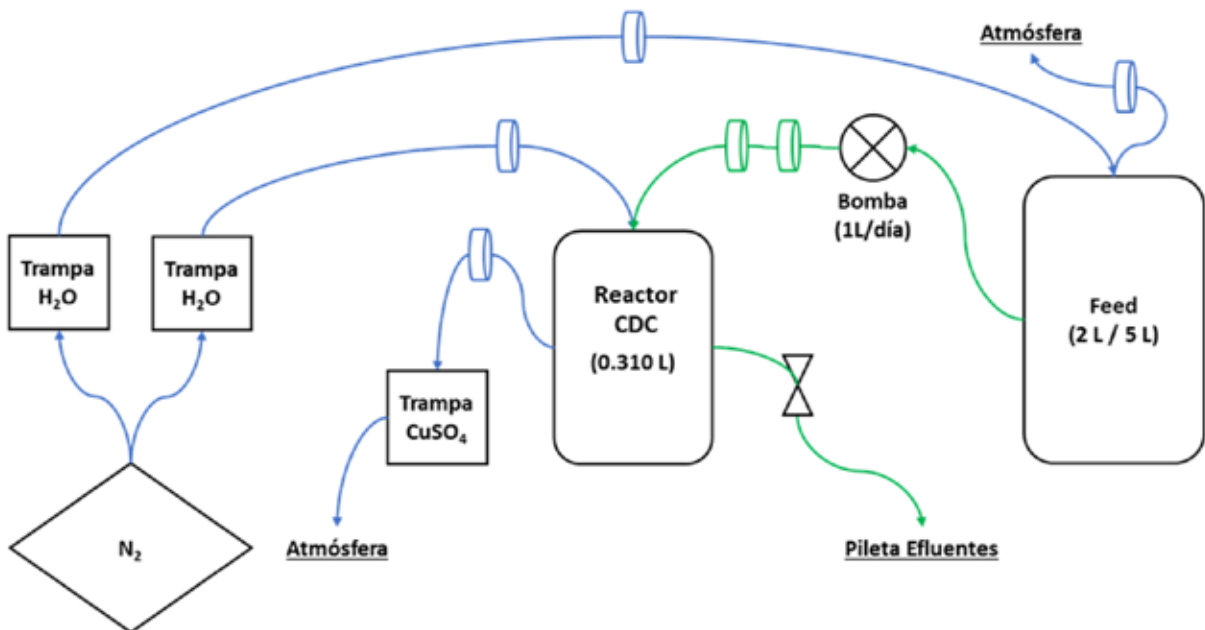 Atmósfera
Bomba
(1L/día)
Trampa
H₂O
Trampa
H₂O
Reactor
CDC
(0.310 L)
Feed
(2 L / 5 L)
Trampa
CuSO₄
N₂
Atmósfera
Pileta Efluentes